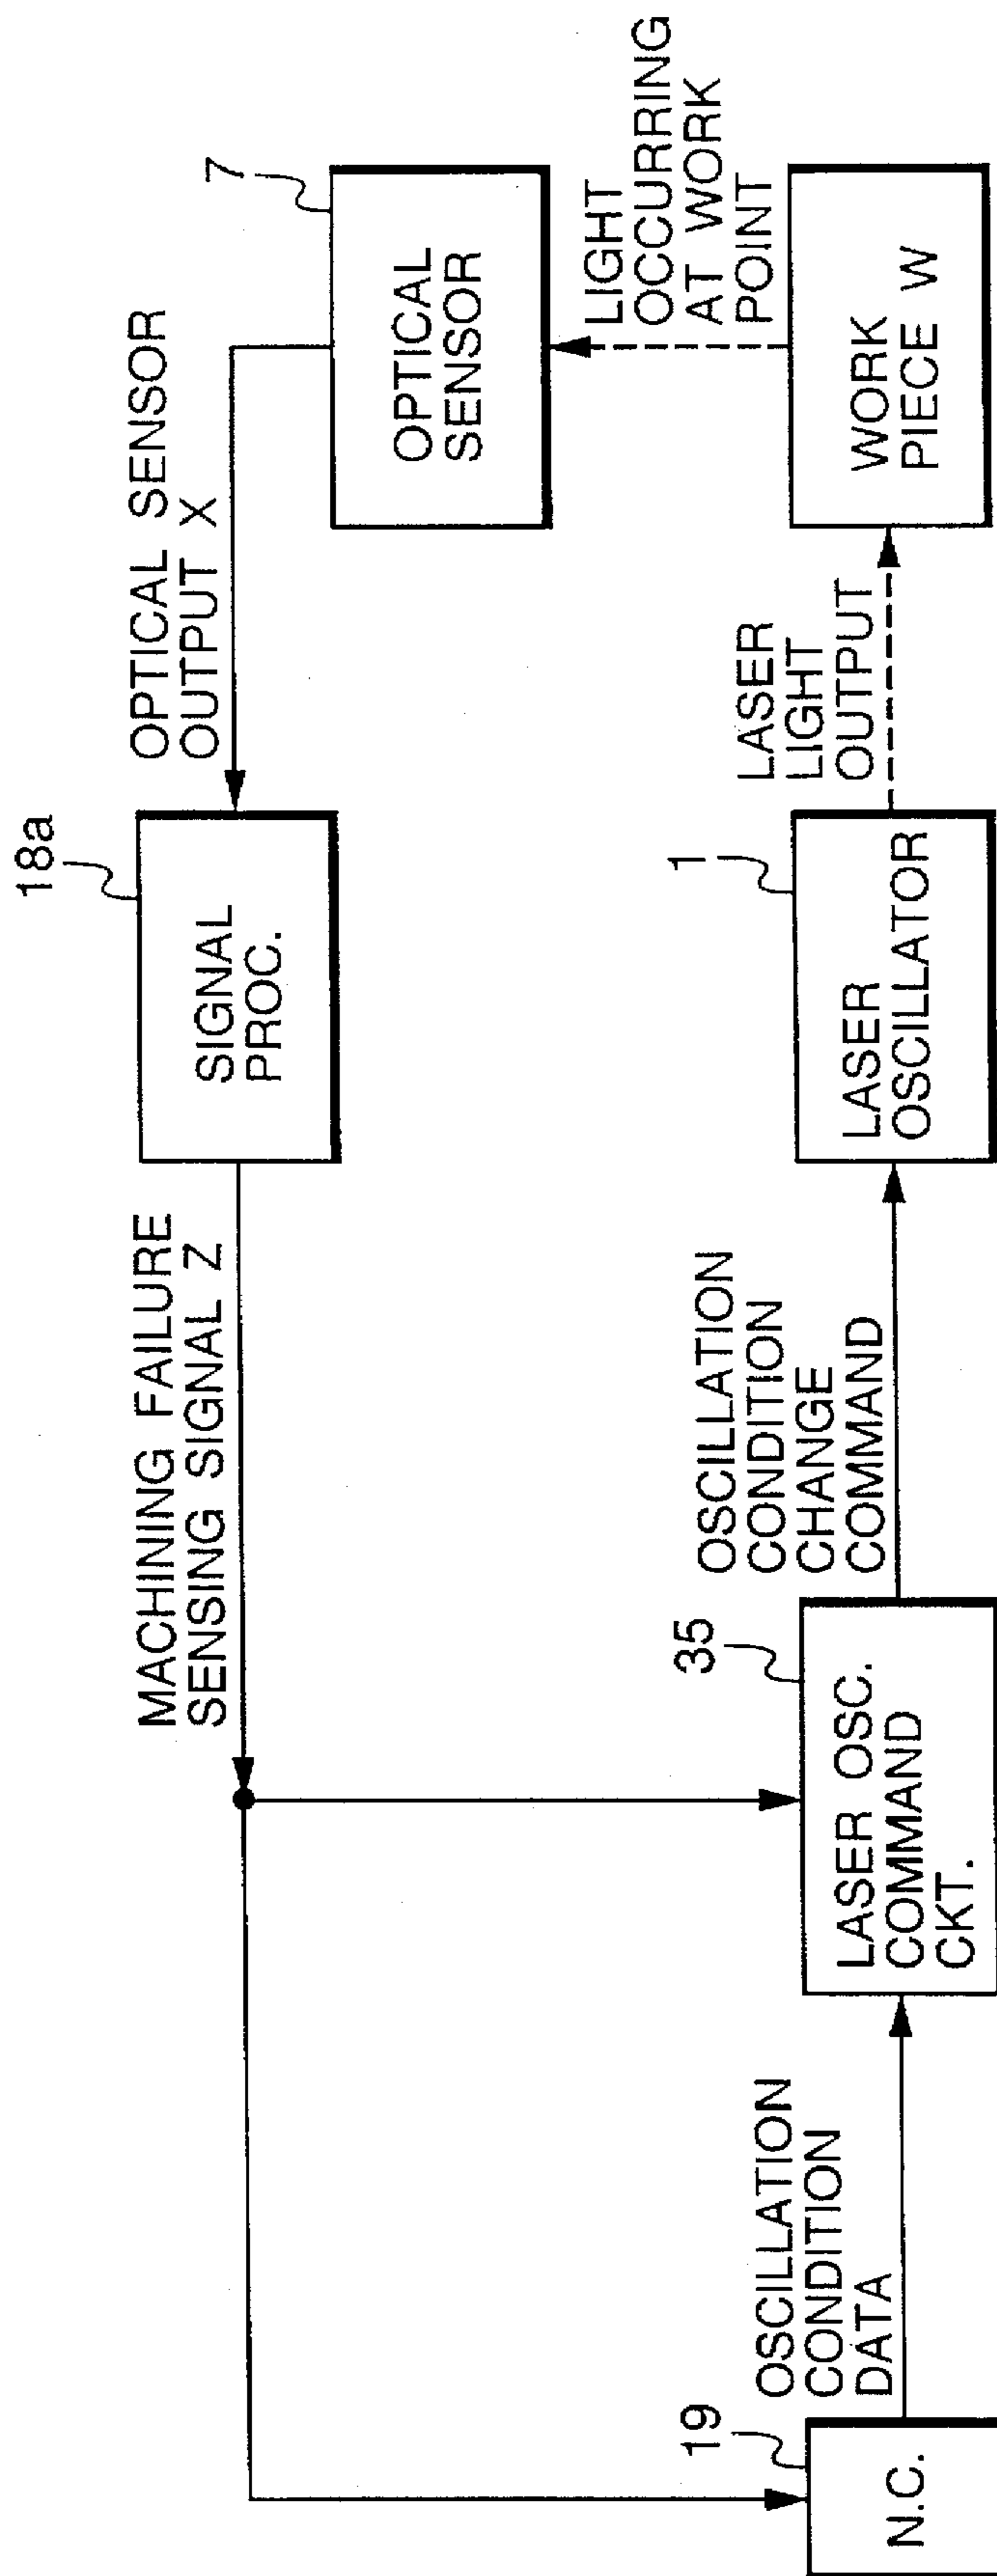 18a
SIGNAL
PROC.
OPTICAL SENSOR
OUTPUT X
7
OPTICAL
SENSOR
MACHINING FAILURE
SENSING SIGNAL Z
LIGHT
OCCURRING
AT WORK
POINT
19
N.C.
OSCILLATION
CONDITION
DATA
35
LASER OSC.
COMMAND
CKT.
OSCILLATION
CONDITION
CHANGE
COMMAND
1
LASER
OSCILLATOR
LASER
LIGHT
OUTPUT
WORK
PIECE W